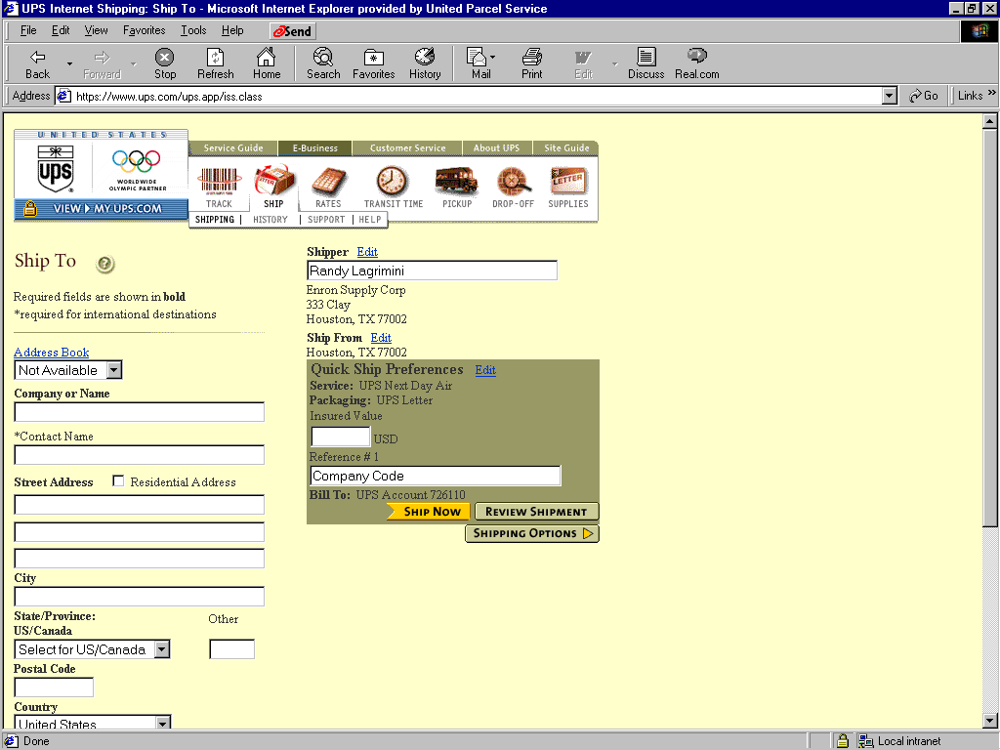 UPS Internet Shipping: Ship To - Microsoft Internet Explorer provided by United Parcel Service
File Edit View Favorites Tools Help eSend
Back Forward Stop Refresh Home Search Favorites History Mail Print Edit Discuss Real.com
Address https://www.ups.com/ups.app/iss.class Go Links »
UNITED STATES
ups
WORLDWIDE
OLYMPIC PARTNER
VIEW MY UPS.COM
Service Guide E-Business Customer Service About UPS Site Guide
LETTER
TRACK SHIP RATES TRANSIT TIME PICKUP DROP-OFF SUPPLIES
SHIPPING | HISTORY | SUPPORT | HELP
Ship To ?
Required fields are shown in bold
*required for international destinations
Address Book
Not Available
Company or Name
*Contact Name
Street Address Residential Address
City
State/Province:
US/Canada
Other
Select for US/Canada
Postal Code
Country
United States
Shipper Edit
Randy Lagrimini
Enron Supply Corp
333 Clay
Houston, TX 77002
Ship From Edit
Houston, TX 77002
Quick Ship Preferences Edit
Service: UPS Next Day Air
Packaging: UPS Letter
Insured Value
USD
Reference # 1
Company Code
Bill To: UPS Account 726110
SHIP NOW REVIEW SHIPMENT
SHIPPING OPTIONS
Done Local intranet